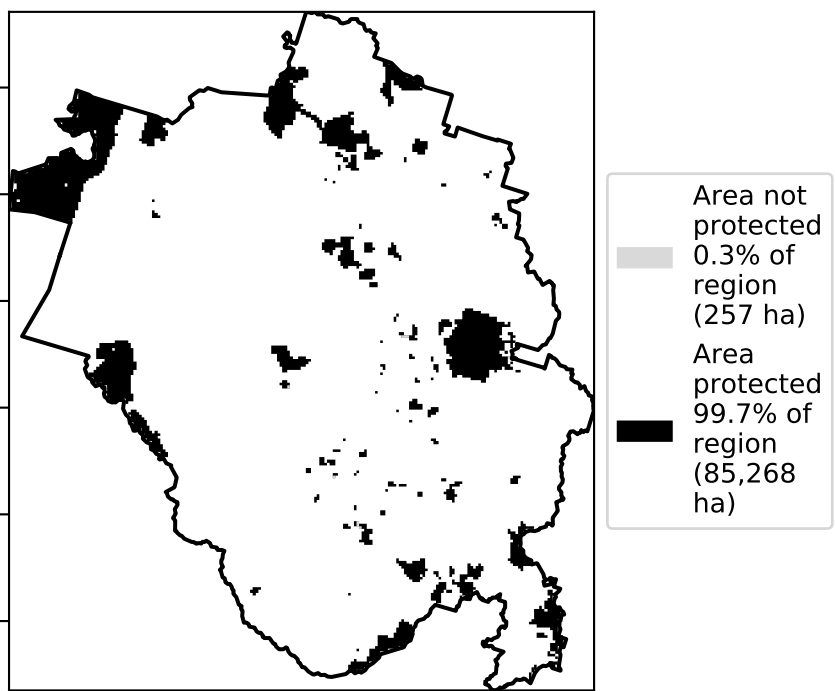 Area not
protected
0.3% of
region
(257 ha)
Area
protected
99.7% of
region
(85,268
ha)